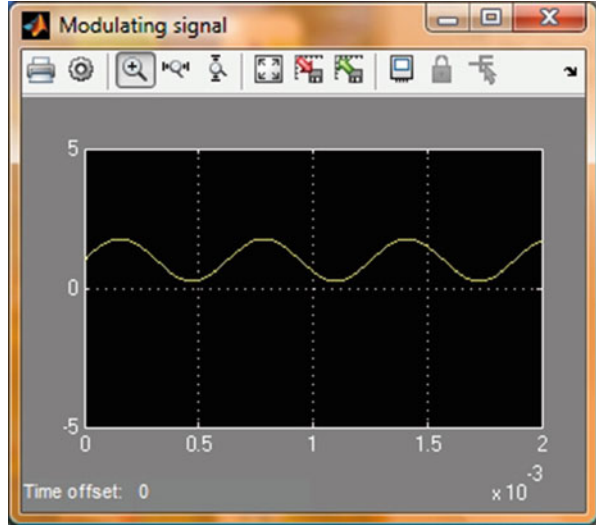 Modulating signal
5
0
-5
0 0.5 1 1.5 2
x 10-3
Time offset: 0